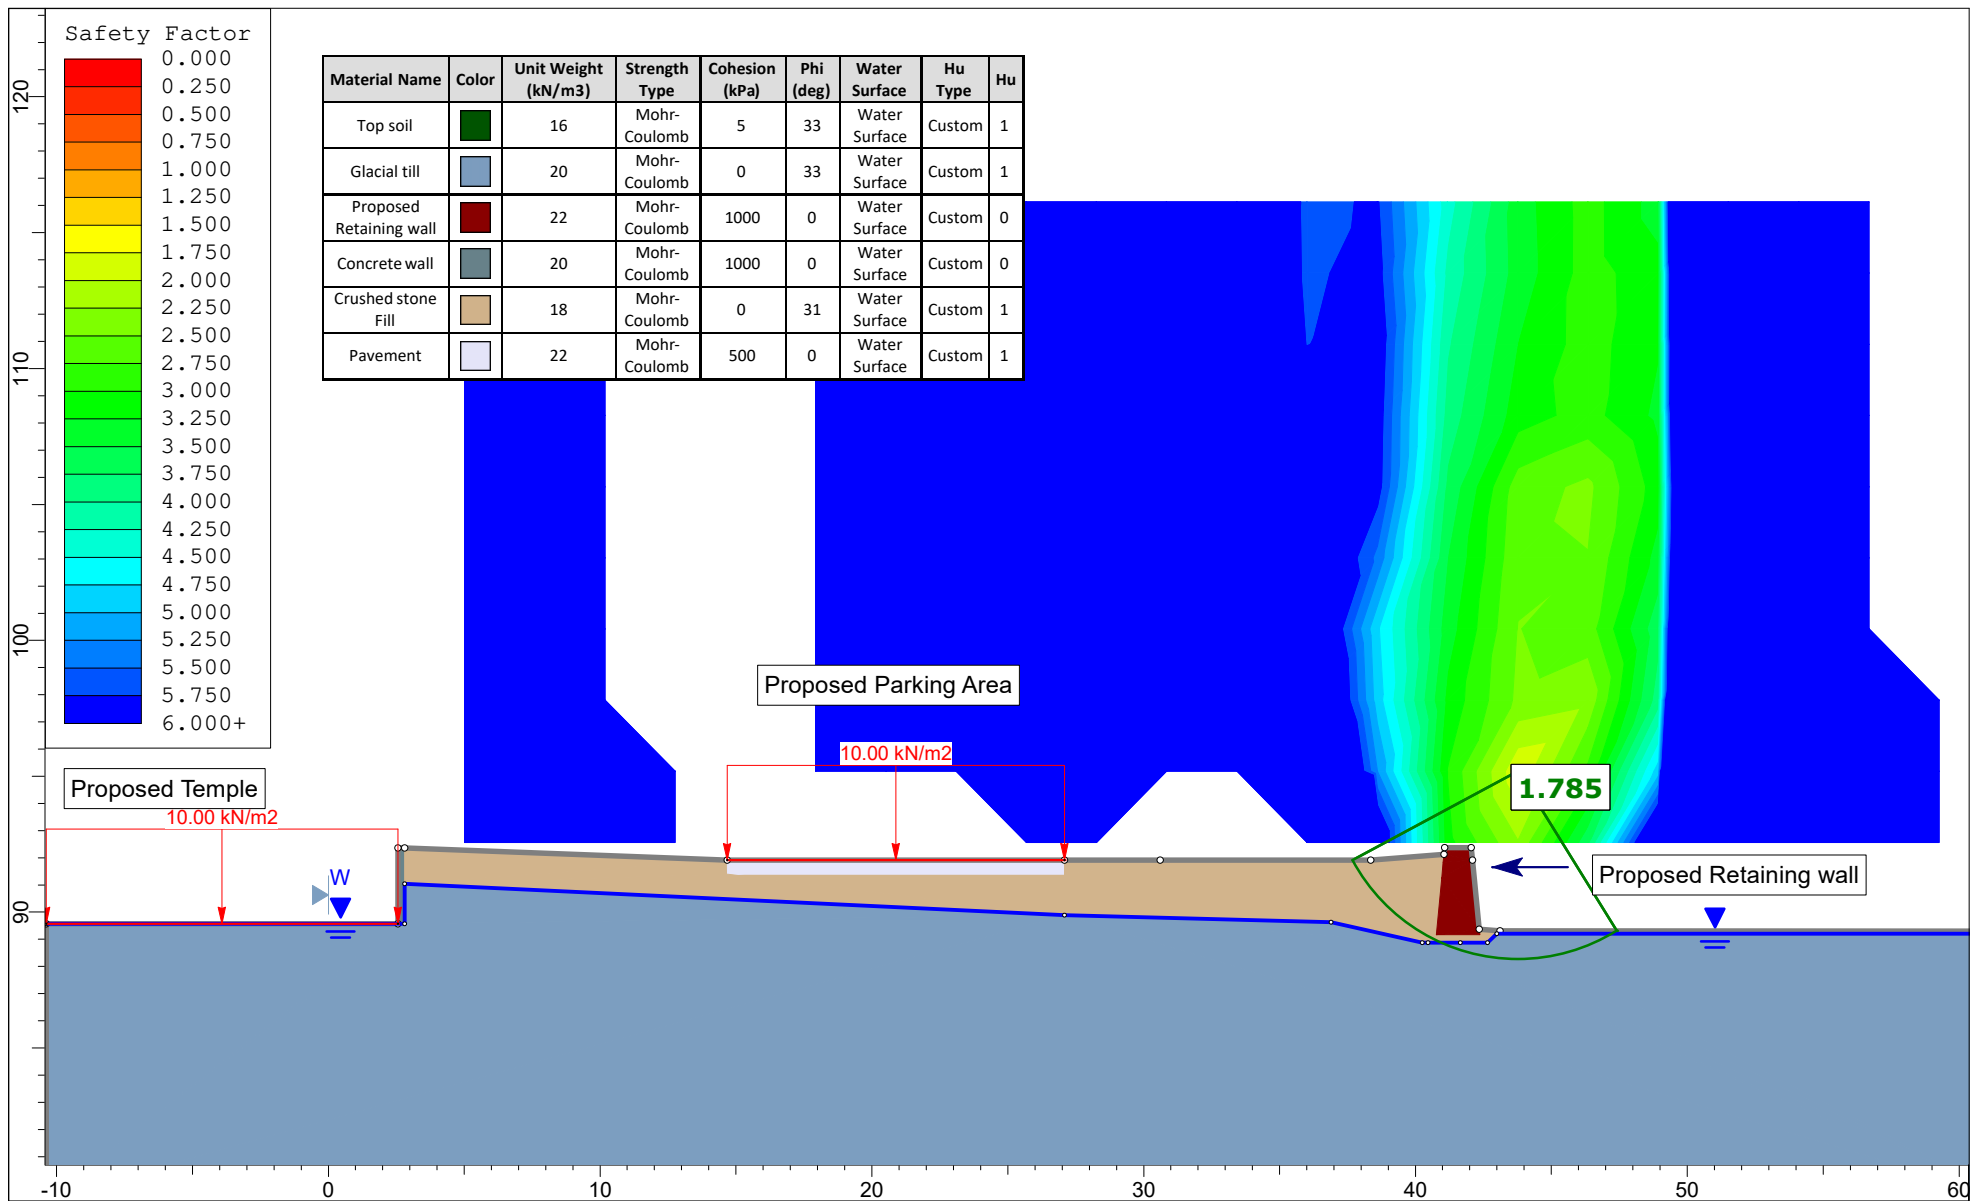 Safety Factor
0.000
0.250
0.500
0.750
1.000
1.250
1.500
1.750
2.000
2.250
2.500
2.750
3.000
3.250
3.500
3.750
4.000
4.250
4.500
4.750
5.000
5.250
5.500
5.750
6.000+
Material Name Color Unit Weight (kN/m3) Strength Type Cohesion (kPa) Phi (deg) Water Surface Hu Type Hu
Top soil 16 Mohr-Coulomb 5 33 Water Surface Custom 1
Glacial till 20 Mohr-Coulomb 0 33 Water Surface Custom 1
Proposed Retaining wall 22 Mohr-Coulomb 1000 0 Water Surface Custom 0
Concrete wall 20 Mohr-Coulomb 1000 0 Water Surface Custom 0
Crushed stone Fill 18 Mohr-Coulomb 0 31 Water Surface Custom 1
Pavement 22 Mohr-Coulomb 500 0 Water Surface Custom 1
Proposed Parking Area
10.00 kN/m2
Proposed Temple
10.00 kN/m2
1.785
Proposed Retaining wall
W
120
110
100
90
-10 0 10 20 30 40 50 60